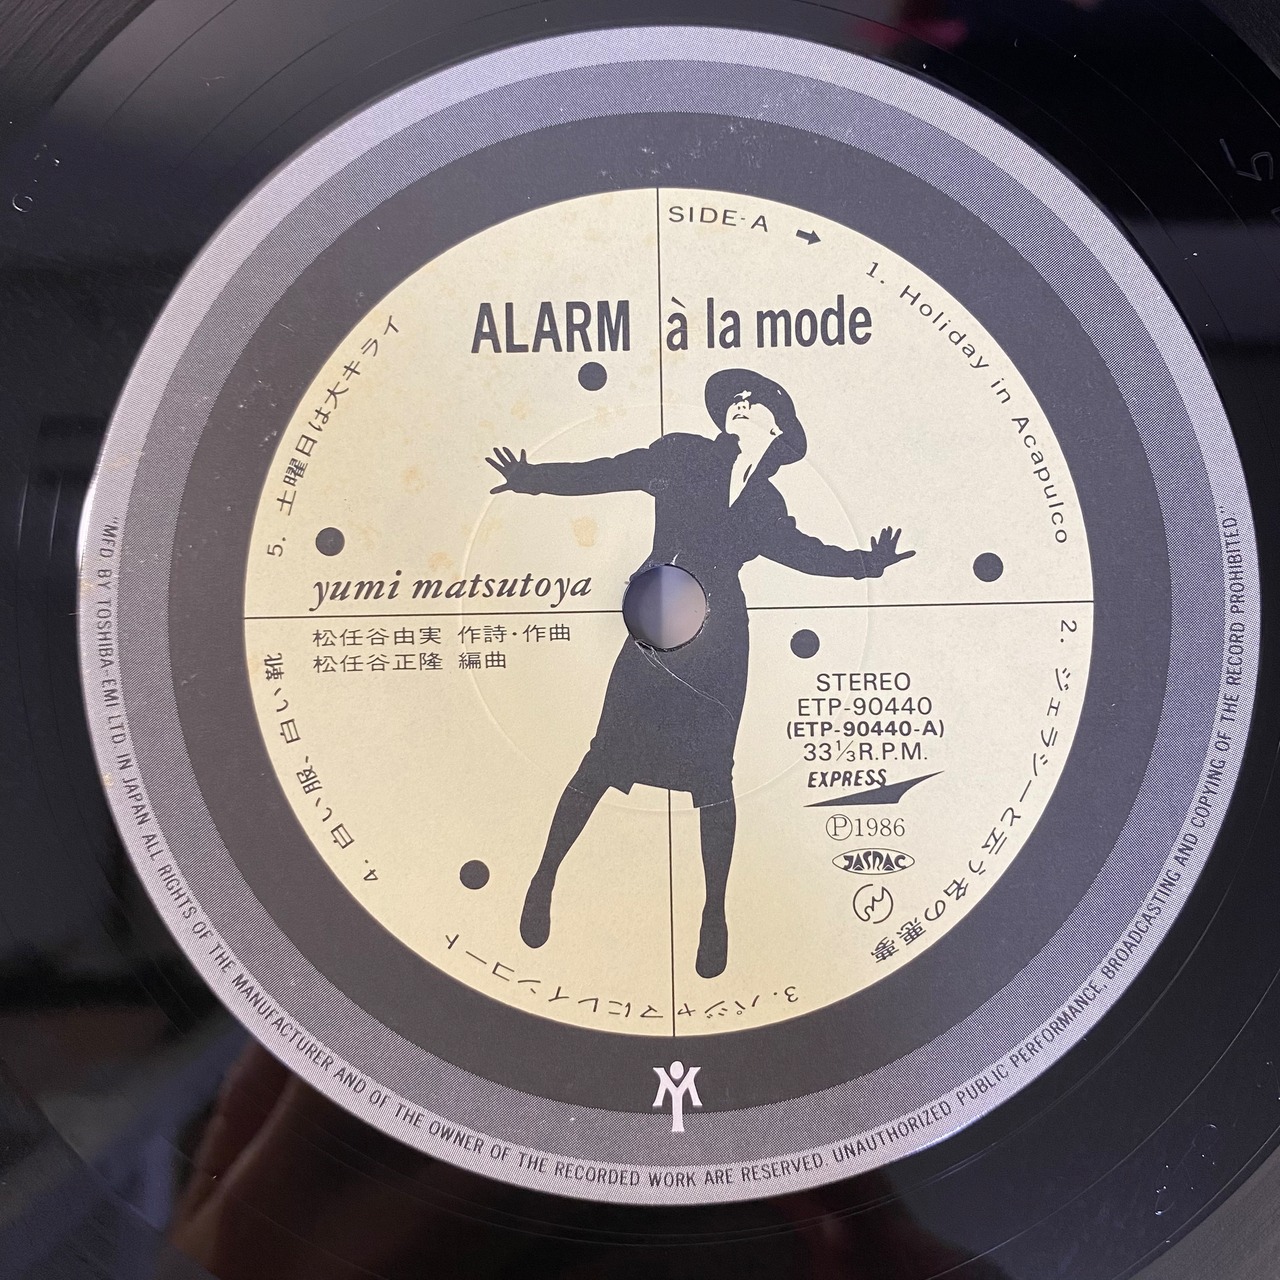 SIDE-A ➡
ALARM à la mode
1. Holiday in Acapulco
2. ジェラシーと云う名の悪夢
3. パジャマにレインコート
4. 白い服、白い靴
5. 土曜日は大キライ
yumi matsutoya
松任谷由実 作詩・作曲
松任谷正隆 編曲
STEREO
ETP-90440
(ETP-90440-A)
33⅓R.P.M.
EXPRESS
Ⓟ1986
JASRAC
"MFD BY TOSHIBA EMI LTD IN JAPAN ALL RIGHTS OF THE MANUFACTURER AND OF THE OWNER OF THE RECORDED WORK ARE RESERVED. UNAUTHORIZED PUBLIC PERFORMANCE, BROADCASTING AND COPYING OF THE RECORD PROHIBITED."